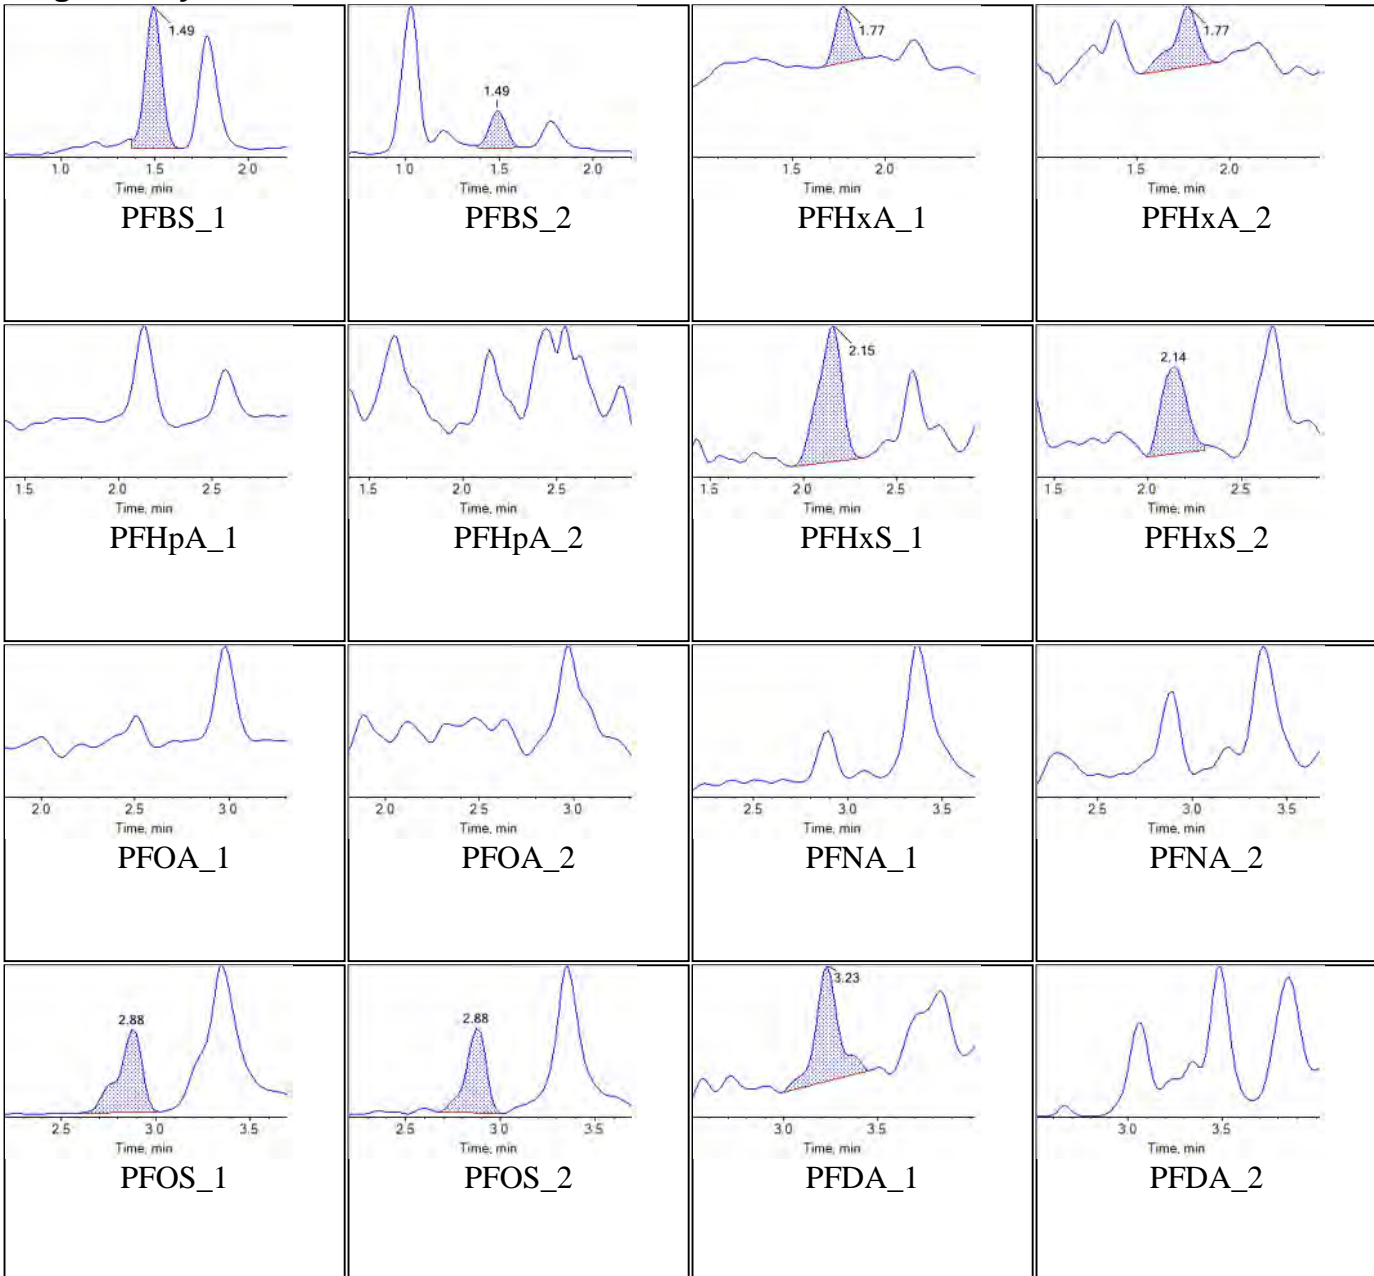 1.49
1.0 1.5 2.0
Time, min
PFBS_1
1.49
1.0 1.5 2.0
Time, min
PFBS_2
1.77
1.5 2.0
Time, min
PFHxA_1
1.77
1.5 2.0
Time, min
PFHxA_2
1.5 2.0 2.5
Time, min
PFHpA_1
1.5 2.0 2.5
Time, min
PFHpA_2
2.15
1.5 2.0 2.5
Time, min
PFHxS_1
2.14
1.5 2.0 2.5
Time, min
PFHxS_2
2.0 2.5 3.0
Time, min
PFOA_1
2.0 2.5 3.0
Time, min
PFOA_2
2.5 3.0 3.5
Time, min
PFNA_1
2.5 3.0 3.5
Time, min
PFNA_2
2.88
2.5 3.0 3.5
Time, min
PFOS_1
2.88
2.5 3.0 3.5
Time, min
PFOS_2
3.23
3.0 3.5
Time, min
PFDA_1
3.0 3.5
Time, min
PFDA_2